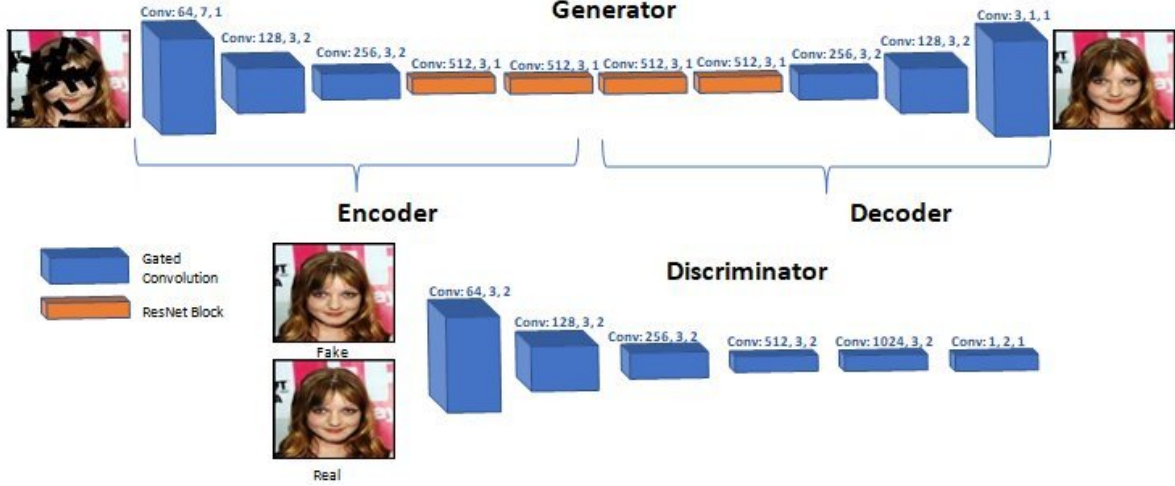 Generator
Conv: 64, 7, 1
Conv: 128, 3, 2
Conv: 256, 3, 2
Conv: 512, 3, 1
Conv: 512, 3, 1
Conv: 512, 3, 1
Conv: 512, 3, 1
Conv: 256, 3, 2
Conv: 128, 3, 2
Conv: 3, 1, 1
Encoder
Decoder
Gated
Convolution
ResNet Block
Fake
Real
Discriminator
Conv: 64, 3, 2
Conv: 128, 3, 2
Conv: 256, 3, 2
Conv: 512, 3, 2
Conv: 1024, 3, 2
Conv: 1, 2, 1